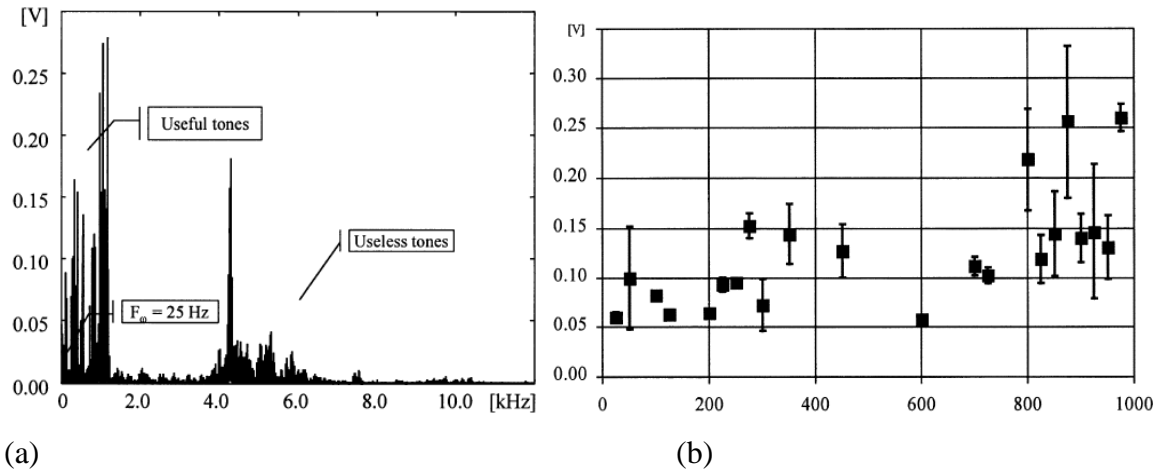 [V]
0.25
0.20
0.15
0.10
0.05
0.00
0 2.0 4.0 6.0 8.0 10.0 [kHz]
Useful tones
Useless tones
Fφ = 25 Hz
(a)
[V]
0.30
0.25
0.20
0.15
0.10
0.05
0.00
0 200 400 600 800 1000
(b)